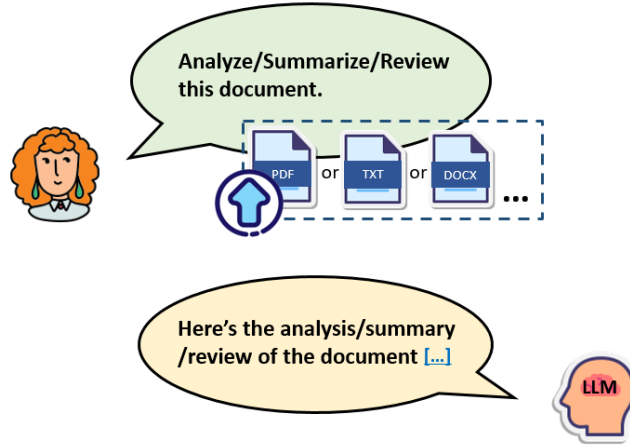 Analyze/Summarize/Review
this document.
PDF or TXT or DOCX ...
Here’s the analysis/summary
/review of the document [...]
LLM